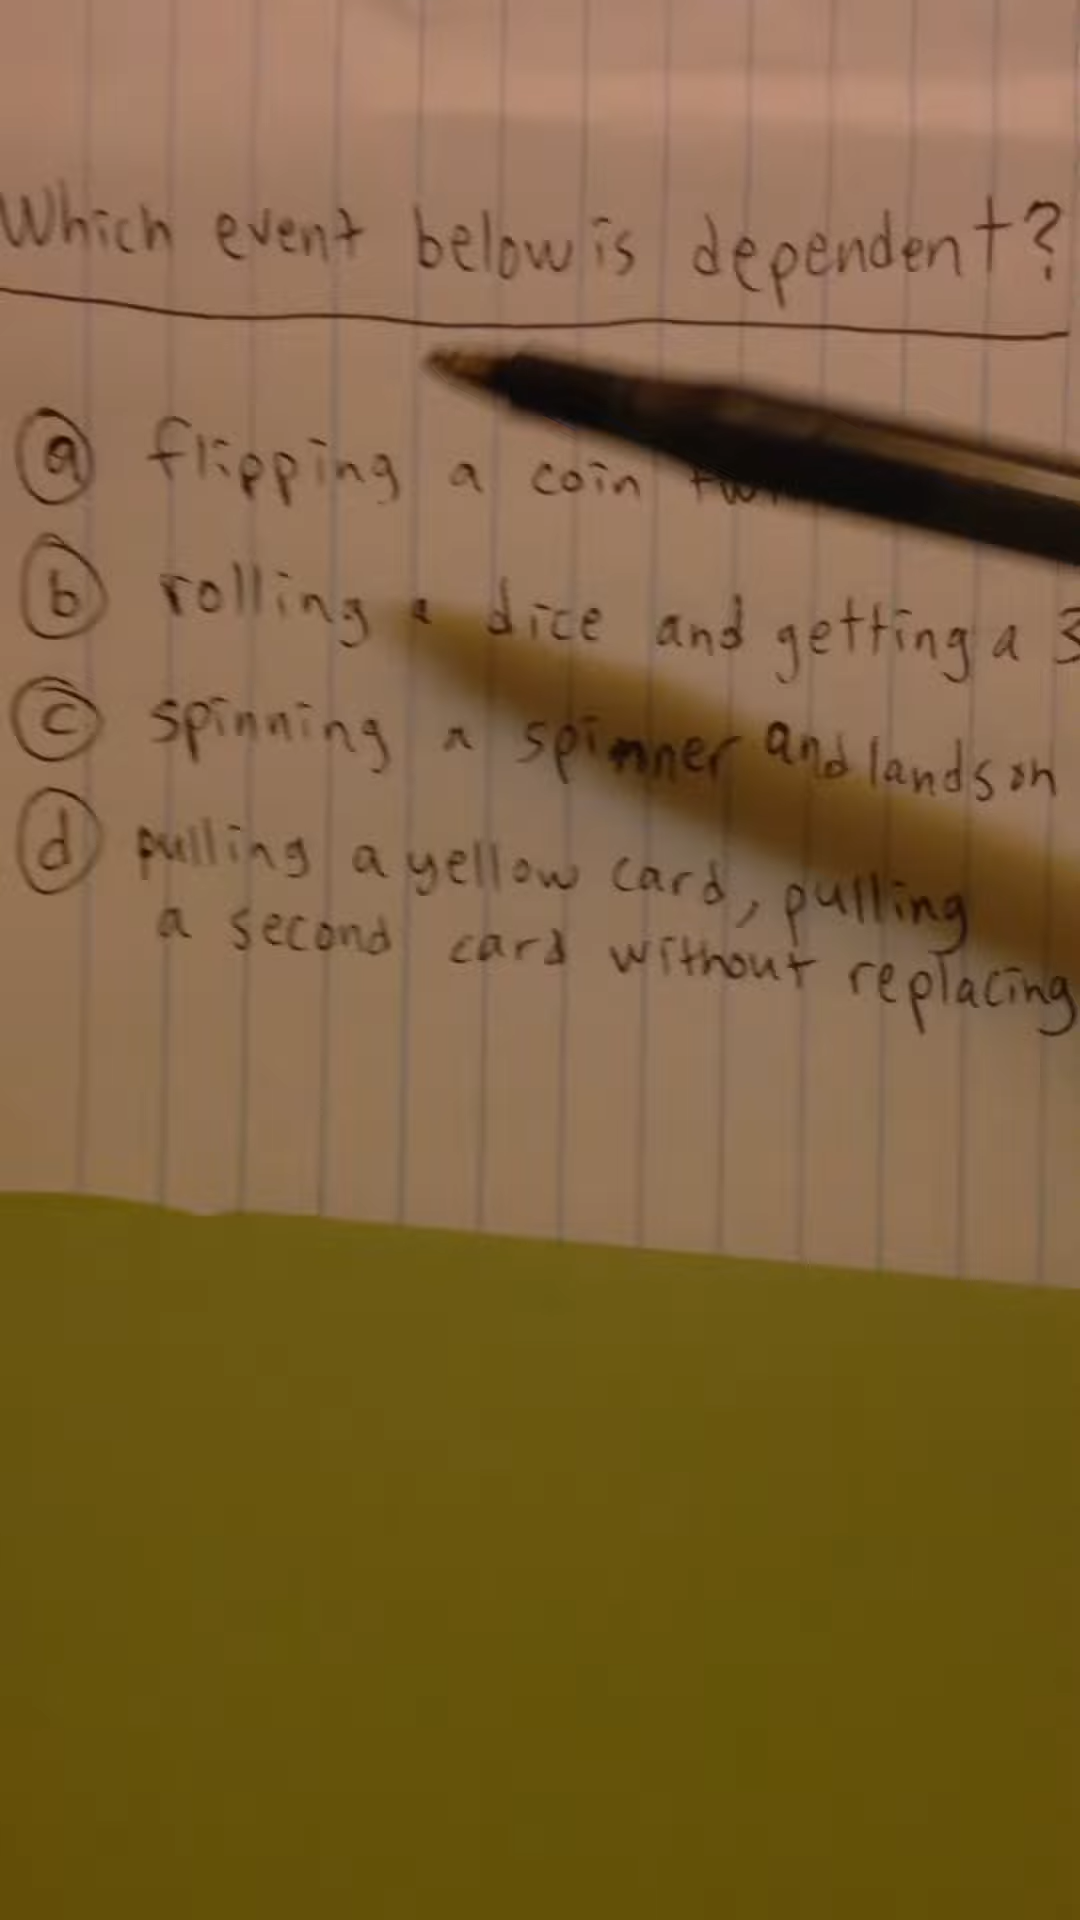 Which event below is dependent?
a flipping a coin
b rolling a dice and getting a 3
c spinning a spinner and lands on
d pulling a yellow card, pulling
a second card without replacing